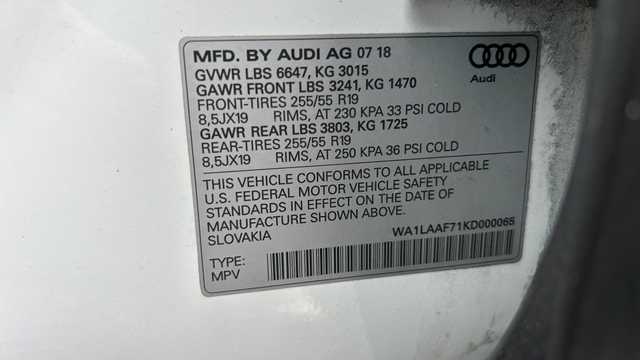 MFD. BY AUDI AG 07 18
GVWR LBS 6647, KG 3015
GAWR FRONT LBS 3241, KG 1470
FRONT-TIRES 255/55 R19
8,5JX19 RIMS, AT 230 KPA 33 PSI COLD
GAWR REAR LBS 3803, KG 1725
REAR-TIRES 255/55 R19
8,5JX19 RIMS, AT 250 KPA 36 PSI COLD
Audi
THIS VEHICLE CONFORMS TO ALL APPLICABLE
U.S. FEDERAL MOTOR VEHICLE SAFETY
STANDARDS IN EFFECT ON THE DATE OF
MANUFACTURE SHOWN ABOVE.
SLOVAKIA
WA1LAAF71KD000065
TYPE:
MPV